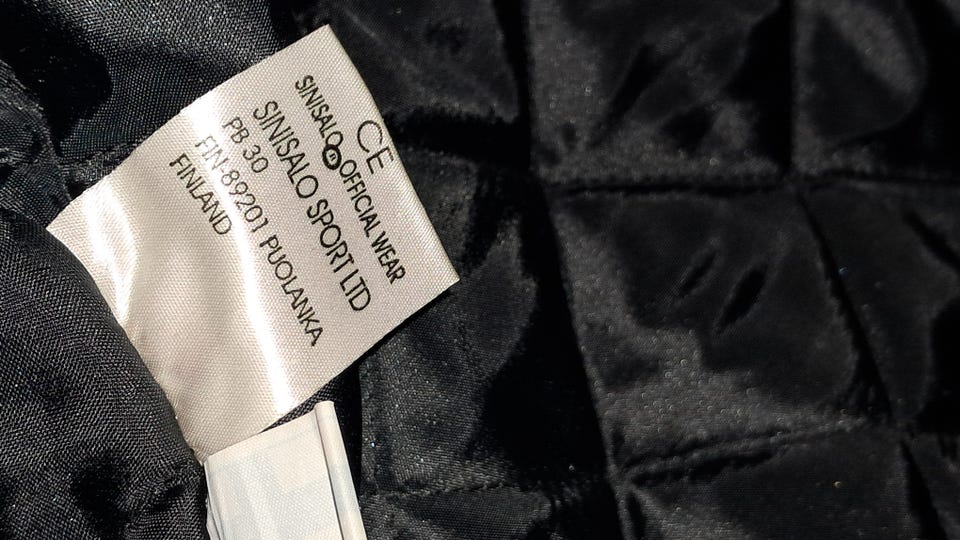 CE
SINISALO OFFICIAL WEAR
SINISALO SPORT LTD
PB 30
FIN-89201 PUOLANKA
FINLAND